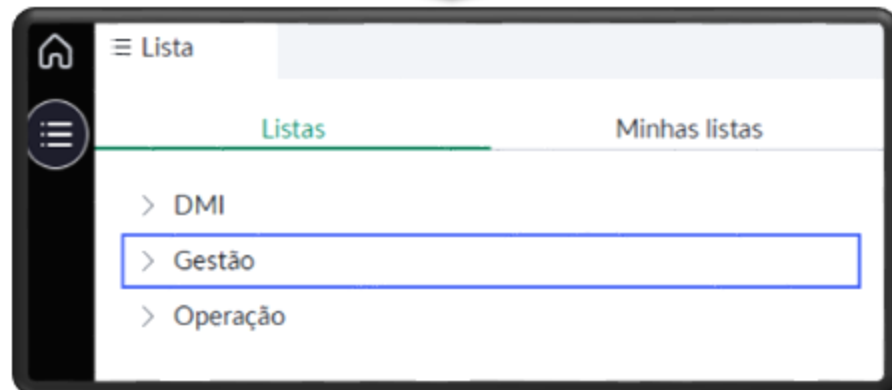 Lista
Listas Minhas listas
DMI
Gestão
Operação